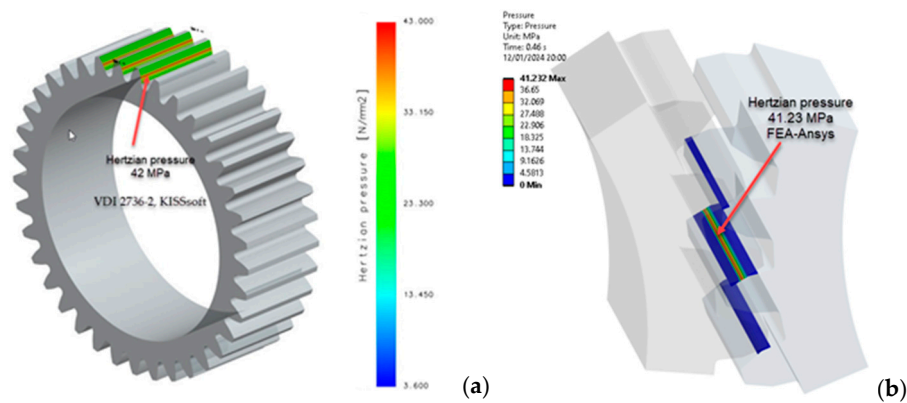 Hertzian pressure
42 MPa
VDI 2736-2, KISSsoft
Hertzian pressure [N/mm2]
43.000
33.150
23.300
13.450
3.600
(a)
Pressure
Type: Pressure
Unit: MPa
Time: 0.46 s
12/01/2024 20:00
41.232 Max
36.65
32.069
27.488
22.906
18.325
13.744
9.1626
4.5813
0 Min
Hertzian pressure
41.23 MPa
FEA-Ansys
(b)